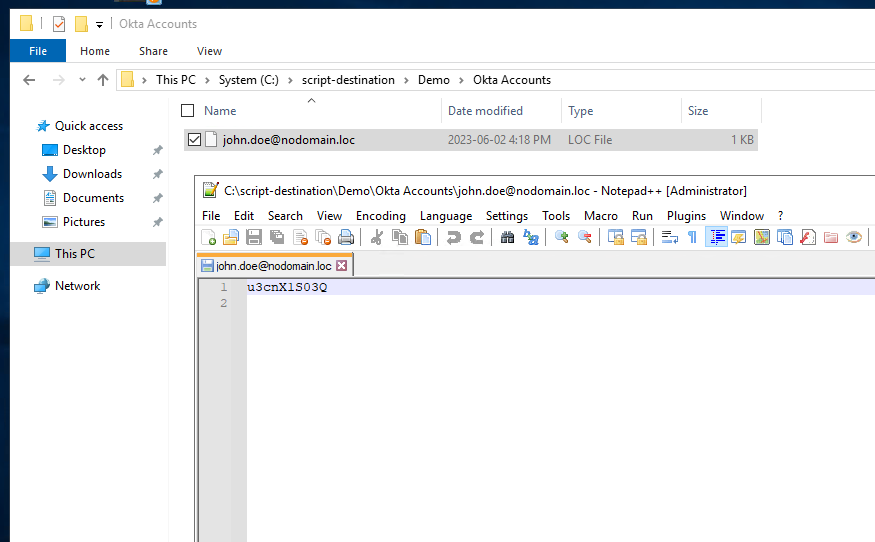 Okta Accounts
File Home Share View
This PC System (C:) script-destination Demo Okta Accounts
Name Date modified Type Size
john.doe@nodomain.loc 2023-06-02 4:18 PM LOC File 1 KB
Quick access
Desktop
Downloads
Documents
Pictures
This PC
Network
C:\script-destination\Demo\Okta Accounts\john.doe@nodomain.loc - Notepad++ [Administrator]
File Edit Search View Encoding Language Settings Tools Macro Run Plugins Window ?
john.doe@nodomain.loc
1 u3cnXlS03Q
2